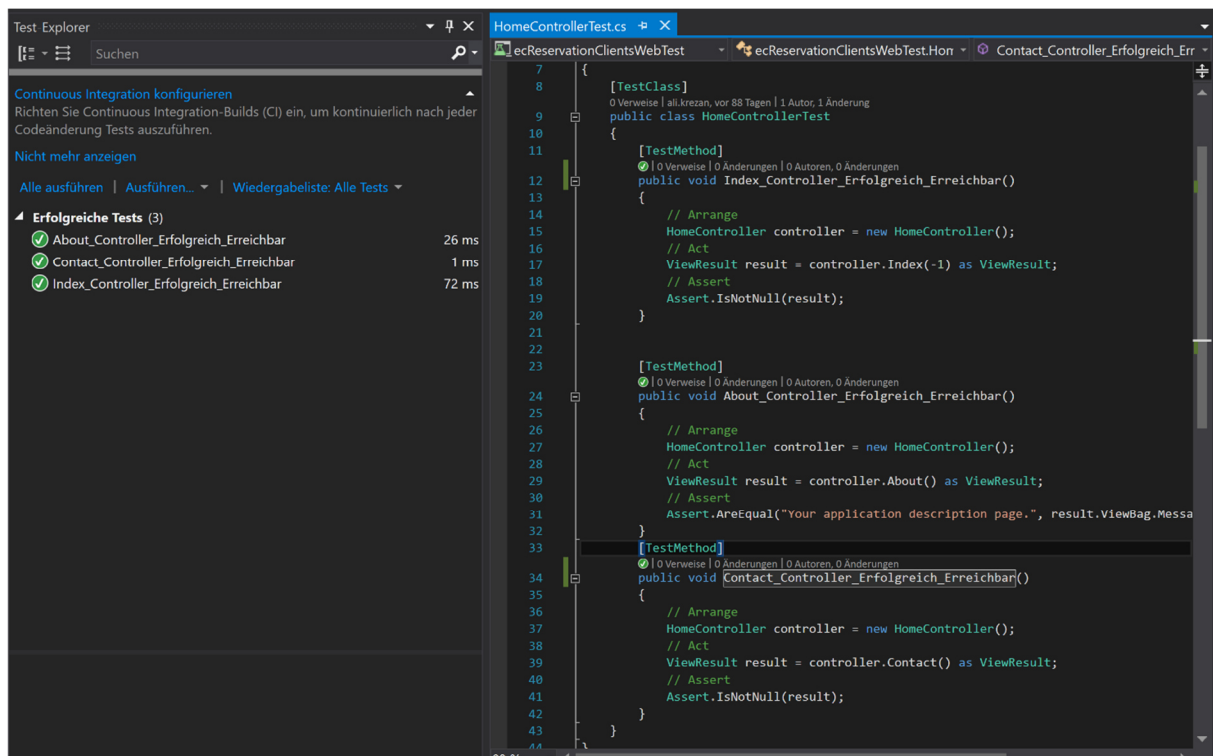 Test Explorer
Suchen
Continuous Integration konfigurieren
Richten Sie Continuous Integration-Builds (CI) ein, um kontinuierlich nach jeder
Codeänderung Tests auszuführen.
Nicht mehr anzeigen
Alle ausführen | Ausführen... | Wiedergabeliste: Alle Tests
Erfolgreiche Tests (3)
About_Controller_Erfolgreich_Erreichbar 26 ms
Contact_Controller_Erfolgreich_Erreichbar 1 ms
Index_Controller_Erfolgreich_Erreichbar 72 ms
HomeControllerTest.cs
ecReservationClientsWebTest ecReservationClientsWebTest.Hon Contact_Controller_Erfolgreich_Err
7 {
8 [TestClass]
0 Verweise | ali.krezan, vor 88 Tagen | 1 Autor, 1 Änderung
9 public class HomeControllerTest
10 {
11 [TestMethod]
| 0 Verweise | 0 Änderungen | 0 Autoren, 0 Änderungen
12 public void Index_Controller_Erfolgreich_Erreichbar()
13 {
14 // Arrange
15 HomeController controller = new HomeController();
16 // Act
17 ViewResult result = controller.Index(-1) as ViewResult;
18 // Assert
19 Assert.IsNotNull(result);
20 }
21
22
23 [TestMethod]
| 0 Verweise | 0 Änderungen | 0 Autoren, 0 Änderungen
24 public void About_Controller_Erfolgreich_Erreichbar()
25 {
26 // Arrange
27 HomeController controller = new HomeController();
28 // Act
29 ViewResult result = controller.About() as ViewResult;
30 // Assert
31 Assert.AreEqual("Your application description page.", result.ViewBag.Messa
32 }
33 [TestMethod]
| 0 Verweise | 0 Änderungen | 0 Autoren, 0 Änderungen
34 public void Contact_Controller_Erfolgreich_Erreichbar()
35 {
36 // Arrange
37 HomeController controller = new HomeController();
38 // Act
39 ViewResult result = controller.Contact() as ViewResult;
40 // Assert
41 Assert.IsNotNull(result);
42 }
43 }
44 }